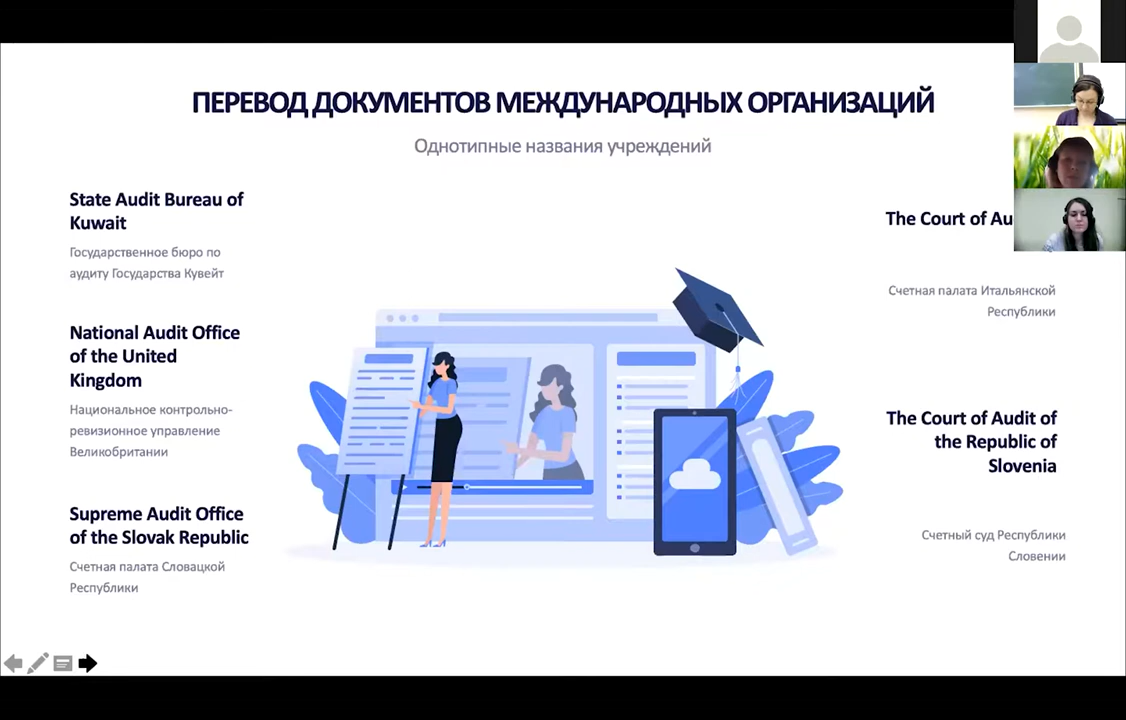 ПЕРЕВОД ДОКУМЕНТОВ МЕЖДУНАРОДНЫХ ОРГАНИЗАЦИЙ
Однотипные названия учреждений
State Audit Bureau of
Kuwait
Государственное бюро по
аудиту Государства Кувейт
National Audit Office
of the United
Kingdom
Национальное контрольно-
ревизионное управление
Великобритании
Supreme Audit Office
of the Slovak Republic
Счетная палата Словацкой
Республики
The Court of
Счетная палата Итальянской
Республики
The Court of Audit of
the Republic of
Slovenia
Счетный суд Республики
Словении